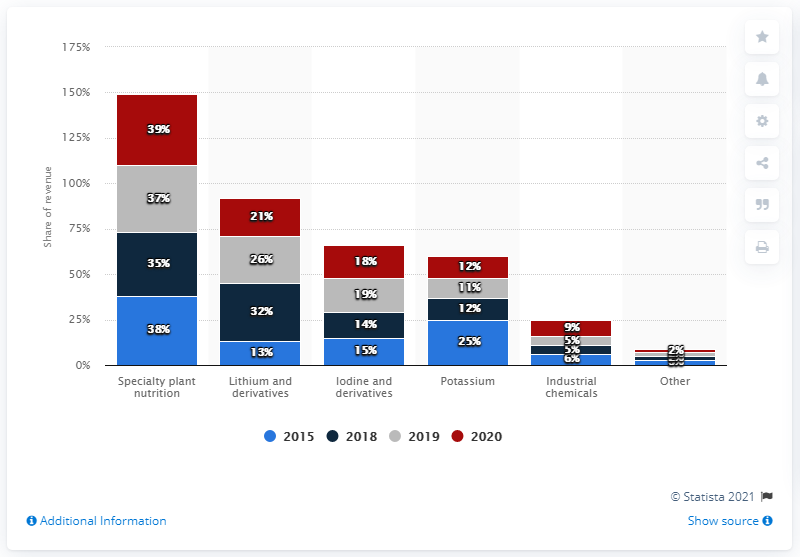 175%
150%
125%
100%
75%
50%
25%
0%
Share of revenue
39%
37%
35%
38%
21%
26%
32%
13%
18%
19%
14%
15%
12%
11%
12%
25%
9%
5%
5%
6%
2%
Specialty plant
nutrition
Lithium and
derivatives
Iodine and
derivatives
Potassium
Industrial
chemicals
Other
2015 2018 2019 2020
© Statista 2021
Additional Information
Show source